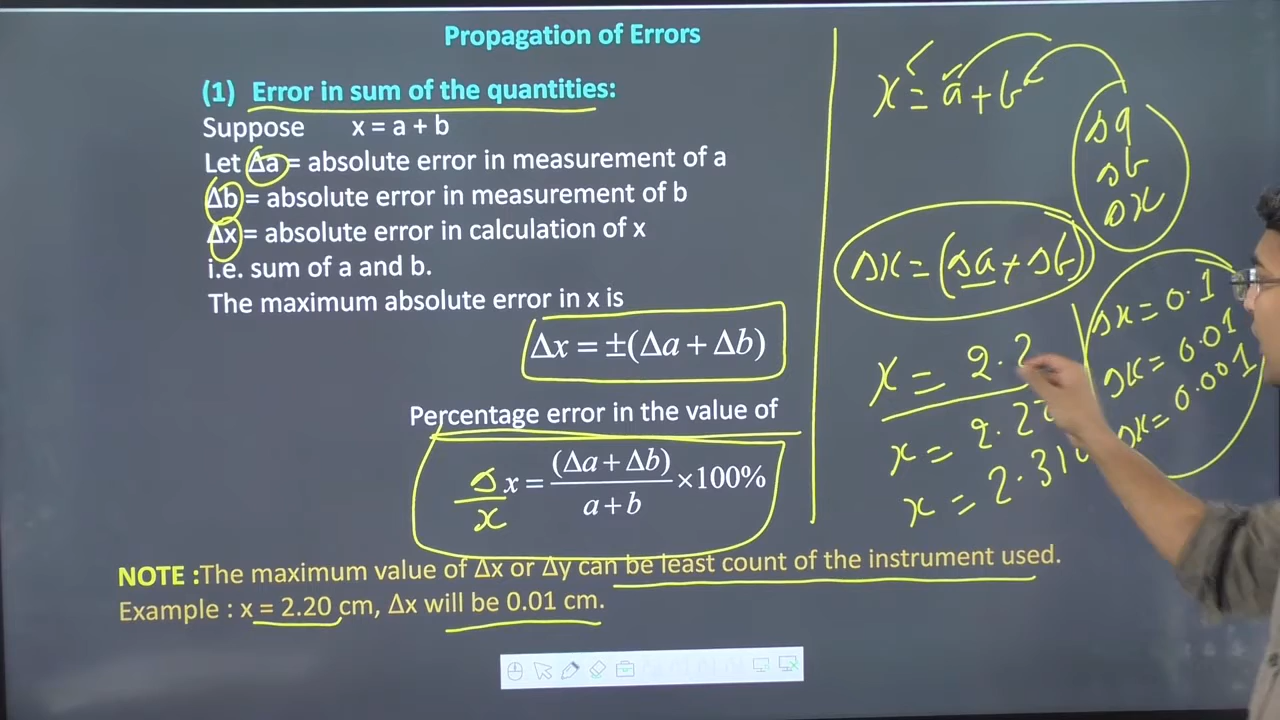 Propagation of Errors
(1) Error in sum of the quantities:
Suppose x = a + b
Let Δa = absolute error in measurement of a
Δb = absolute error in measurement of b
Δx = absolute error in calculation of x
i.e. sum of a and b.
The maximum absolute error in x is
Δx = ±(Δa + Δb)
Percentage error in the value of
Δ/x x = (Δa + Δb)/(a + b) ×100%
NOTE :The maximum value of Δx or Δy can be least count of the instrument used.
Example : x = 2.20 cm, Δx will be 0.01 cm.
x = a + b
Δa
Δb
Δx
Δx = (Δa + Δb)
x = 2.2
x = 2.2
x = 2.31
Δx = 0.1
Δx = 0.01
Δx = 0.001